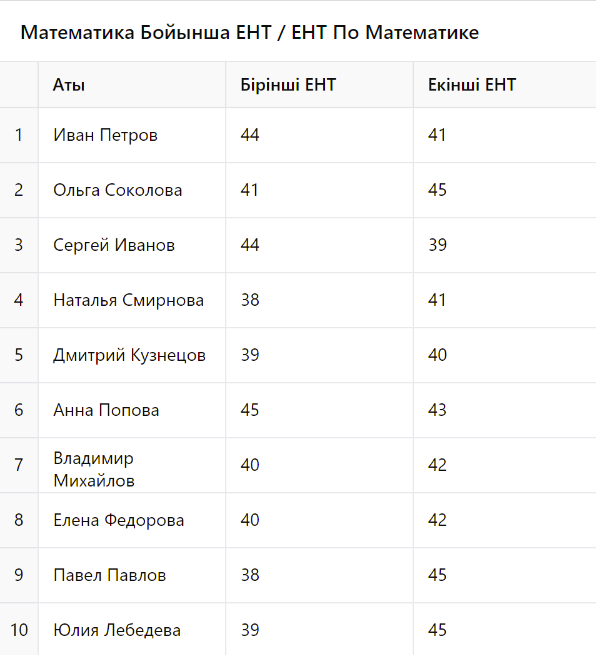 Математика Бойынша ЕНТ / ЕНТ По Математике
Аты Бірінші ЕНТ Екінші ЕНТ
1 Иван Петров 44 41
2 Ольга Соколова 41 45
3 Сергей Иванов 44 39
4 Наталья Смирнова 38 41
5 Дмитрий Кузнецов 39 40
6 Анна Попова 45 43
7 Владимир Михайлов 40 42
8 Елена Федорова 40 42
9 Павел Павлов 38 45
10 Юлия Лебедева 39 45